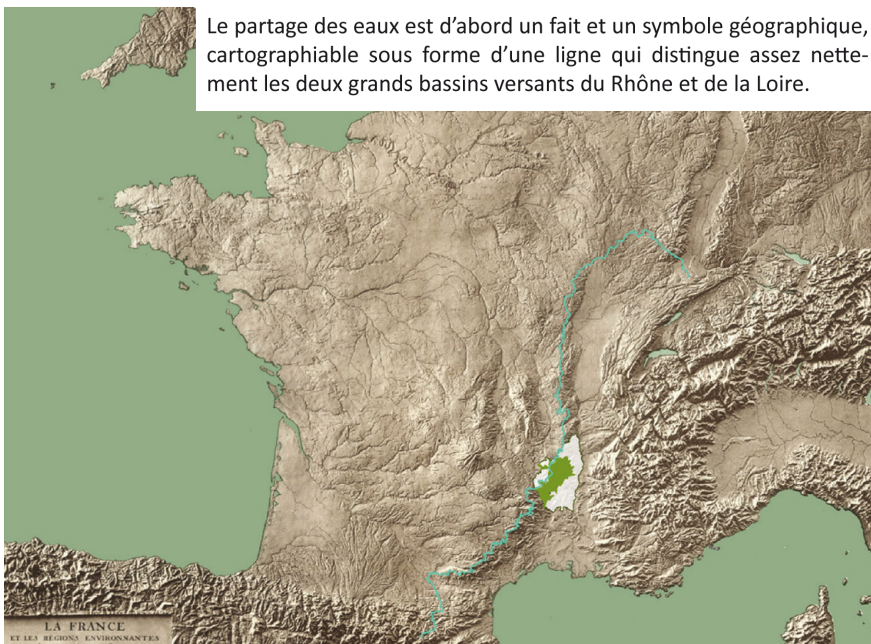 Le partage des eaux est d’abord un fait et un symbole géographique,
cartographiable sous forme d’une ligne qui distingue assez nette-
ment les deux grands bassins versants du Rhône et de la Loire.
LA FRANCE
ET LES RÉGIONS ENVIRONNANTES